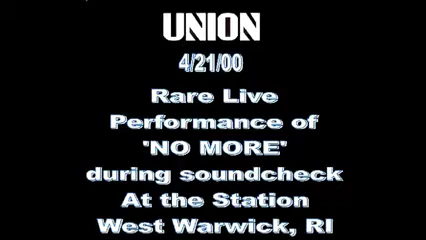 UNION
4/21/00
Rare Live
Performance of
'NO MORE'
during soundcheck
At the Station
West Warwick, RI